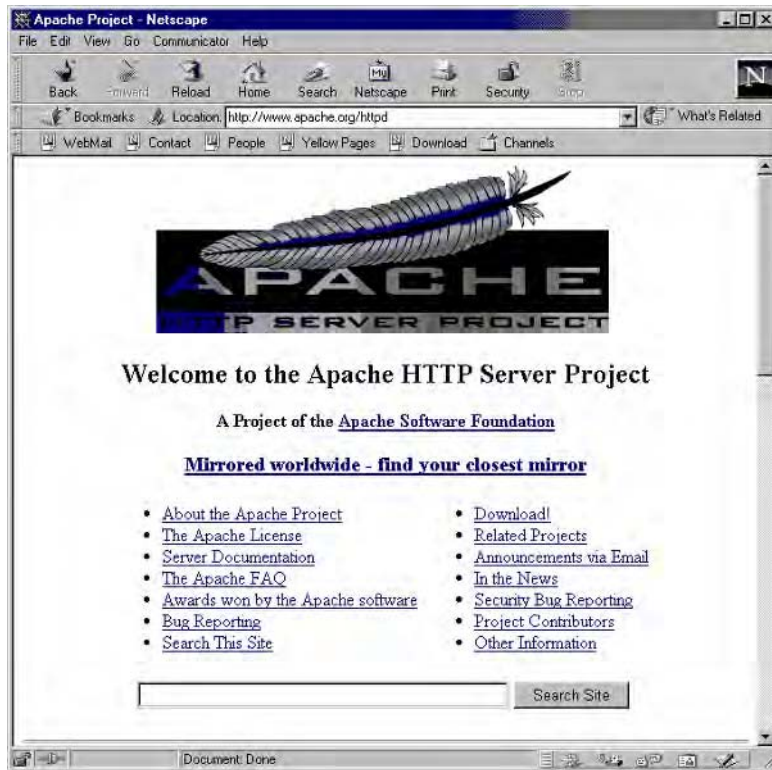 Apache Project - Netscape
File Edit View Go Communicator Help
Back Forward Reload Home Search Netscape Print Security Stop
My
N
Bookmarks Location: http://www.apache.org/httpd What's Related
WebMail Contact People Yellow Pages Download Channels
APACHE
HTTP SERVER PROJECT
Welcome to the Apache HTTP Server Project
A Project of the Apache Software Foundation
Mirrored worldwide - find your closest mirror
• About the Apache Project
• The Apache License
• Server Documentation
• The Apache FAQ
• Awards won by the Apache software
• Bug Reporting
• Search This Site
• Download!
• Related Projects
• Announcements via Email
• In the News
• Security Bug Reporting
• Project Contributors
• Other Information
Search Site
Document: Done